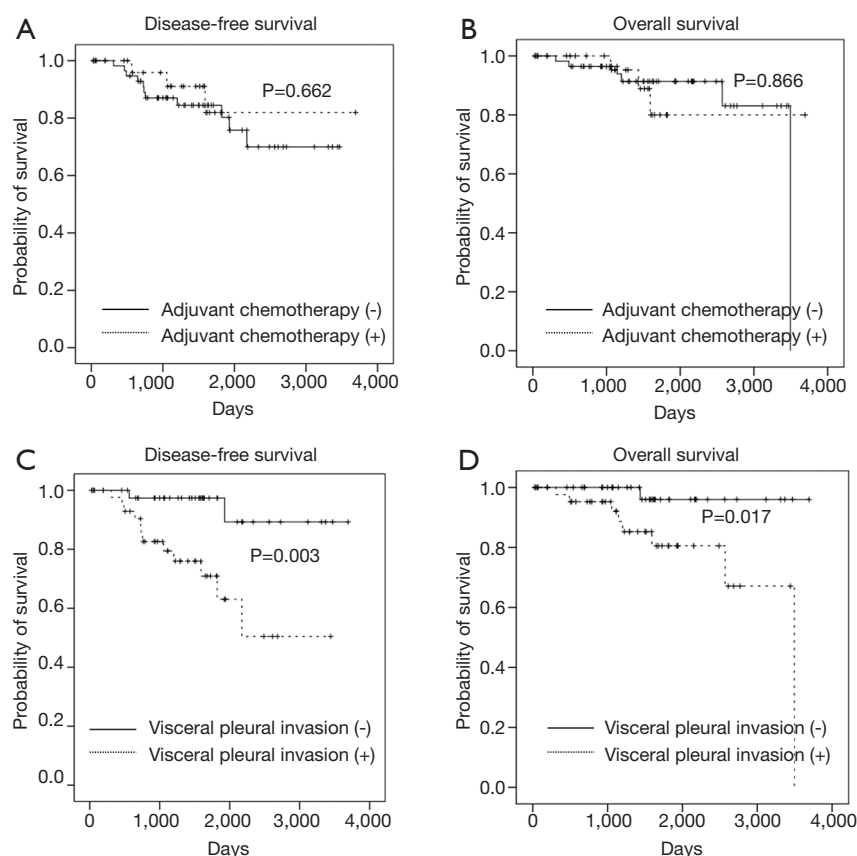 A
Disease-free survival
1.0
0.8
0.6
0.4
0.2
0.0
Probability of survival
P=0.662
Adjuvant chemotherapy (-)
Adjuvant chemotherapy (+)
0 1,000 2,000 3,000 4,000
Days
B
Overall survival
1.0
0.8
0.6
0.4
0.2
0.0
Probability of survival
P=0.866
Adjuvant chemotherapy (-)
Adjuvant chemotherapy (+)
0 1,000 2,000 3,000 4,000
Days
C
Disease-free survival
1.0
0.8
0.6
0.4
0.2
0.0
Probability of survival
P=0.003
Visceral pleural invasion (-)
Visceral pleural invasion (+)
0 1,000 2,000 3,000 4,000
Days
D
Overall survival
1.0
0.8
0.6
0.4
0.2
0.0
Probability of survival
P=0.017
Visceral pleural invasion (-)
Visceral pleural invasion (+)
0 1,000 2,000 3,000 4,000
Days